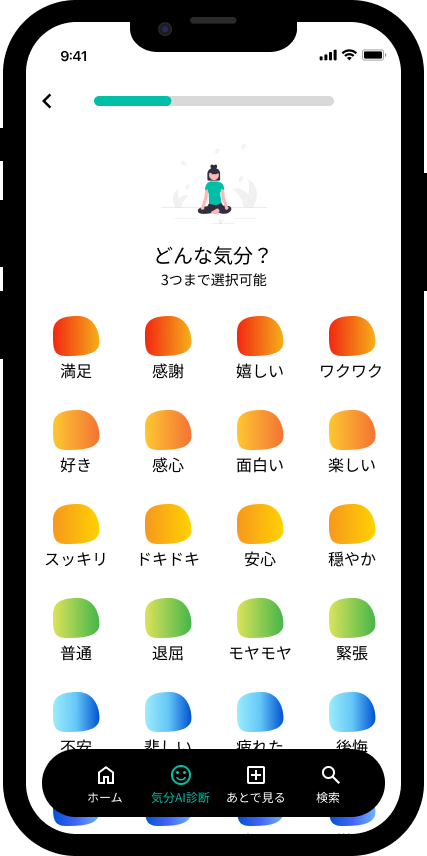 9:41
どんな気分？
3つまで選択可能
満足 感謝 嬉しい ワクワク
好き 感心 面白い 楽しい
スッキリ ドキドキ 安心 穏やか
普通 退屈 モヤモヤ 緊張
不安 悲しい 疲れた 後悔
ホーム 気分AI診断 あとで見る 検索